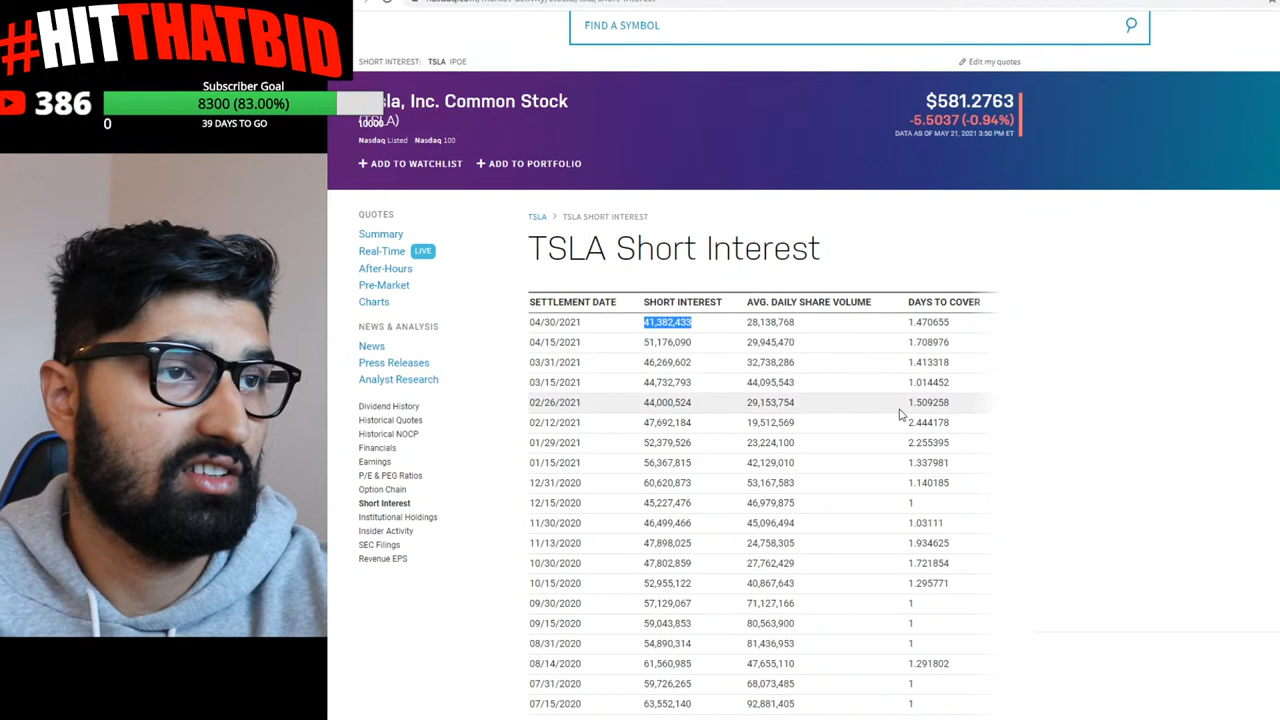 #HITTHATBID
Subscriber Goal
386
8300 (83.00%)
0
10000
39 DAYS TO GO
FIND A SYMBOL
SHORT INTEREST: TSLA IPOE
Edit my quotes
sla, Inc. Common Stock
(TSLA)
Nasdaq Listed Nasdaq 100
$581.2763
-5.5037 (-0.94%)
DATA AS OF MAY 21, 2021 3:50 PM ET
+ ADD TO WATCHLIST + ADD TO PORTFOLIO
QUOTES
Summary
Real-Time LIVE
After-Hours
Pre-Market
Charts
NEWS & ANALYSIS
News
Press Releases
Analyst Research
Dividend History
Historical Quotes
Historical NOCP
Financials
Earnings
P/E & PEG Ratios
Option Chain
Short Interest
Institutional Holdings
Insider Activity
SEC Filings
Revenue EPS
TSLA > TSLA SHORT INTEREST
TSLA Short Interest
SETTLEMENT DATE SHORT INTEREST AVG. DAILY SHARE VOLUME DAYS TO COVER
04/30/2021 41,382,433 28,138,768 1.470655
04/15/2021 51,176,090 29,945,470 1.708976
03/31/2021 46,269,602 32,738,286 1.413318
03/15/2021 44,732,793 44,095,543 1.014452
02/26/2021 44,000,524 29,153,754 1.509258
02/12/2021 47,692,184 19,512,569 2.444178
01/29/2021 52,379,526 23,224,100 2.255395
01/15/2021 56,367,815 42,129,010 1.337981
12/31/2020 60,620,873 53,167,583 1.140185
12/15/2020 45,227,476 46,979,875 1
11/30/2020 46,499,466 45,096,494 1.03111
11/13/2020 47,898,025 24,758,305 1.934625
10/30/2020 47,802,859 27,762,429 1.721854
10/15/2020 52,955,122 40,867,643 1.295771
09/30/2020 57,129,067 71,127,166 1
09/15/2020 59,043,853 80,563,900 1
08/31/2020 54,890,314 81,436,953 1
08/14/2020 61,560,985 47,655,110 1.291802
07/31/2020 59,726,265 68,073,485 1
07/15/2020 63,552,140 92,881,405 1